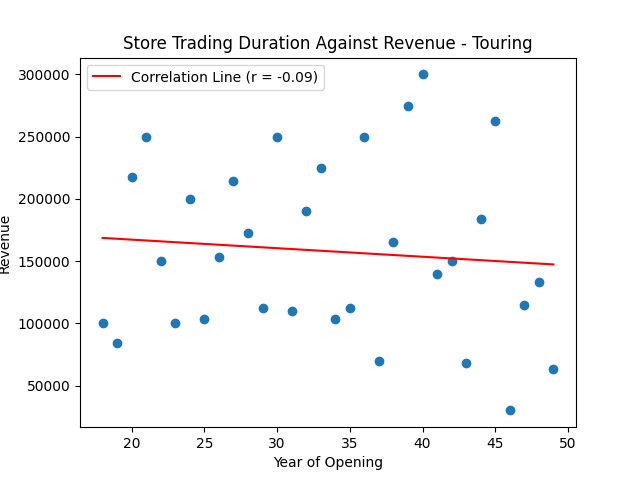 Store Trading Duration Against Revenue - Touring
Correlation Line (r = -0.09)
300000
250000
200000
150000
100000
50000
Revenue
20 25 30 35 40 45 50
Year of Opening